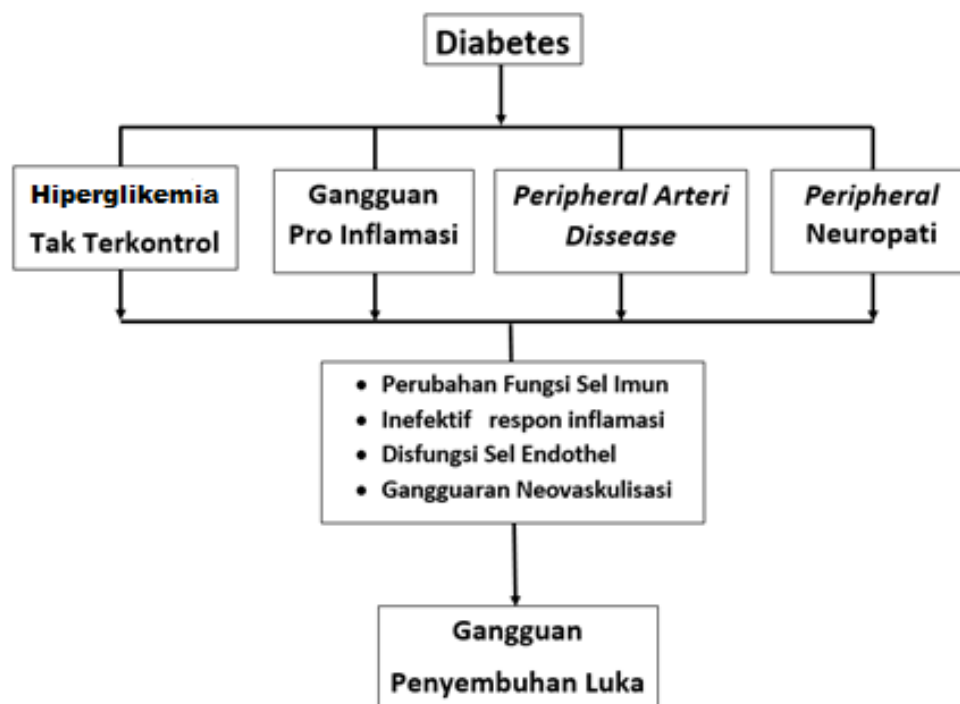 Diabetes
Hiperglikemia
Tak Terkontrol
Gangguan
Pro Inflamasi
Peripheral Arteri
Dissease
Peripheral
Neuropati
• Perubahan Fungsi Sel Imun
• Inefektif respon inflamasi
• Disfungsi Sel Endothel
• Gangguaran Neovaskulisasi
Gangguan
Penyembuhan Luka